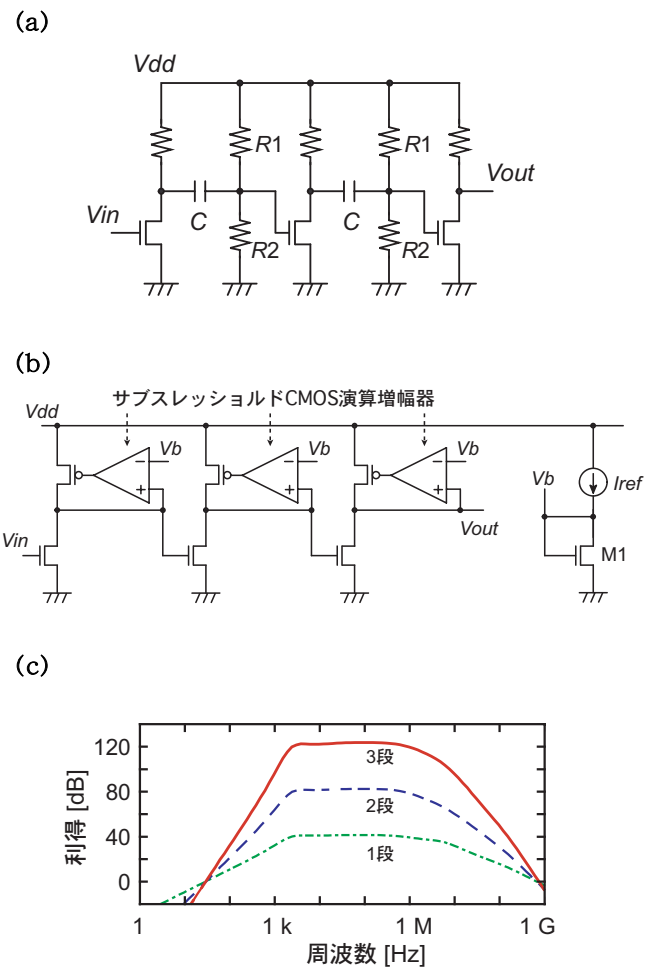 (a)
Vdd
R1
R1
Vout
Vin
C
R2
C
R2
(b)
サブスレッショルドCMOS演算増幅器
Vdd
Vb
Vb
Vb
Vb
Iref
−
−
−
+
+
+
Vin
Vout
M1
(c)
利得 [dB]
120
80
40
0
3段
2段
1段
1
1 k
1 M
1 G
周波数 [Hz]